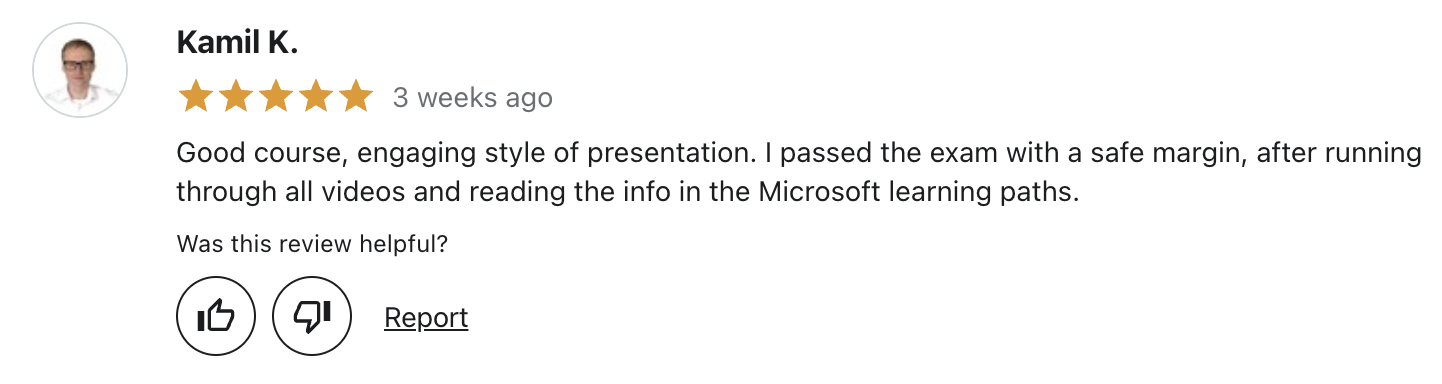 Kamil K.
3 weeks ago
Good course, engaging style of presentation. I passed the exam with a safe margin, after running
through all videos and reading the info in the Microsoft learning paths.
Was this review helpful?
Report